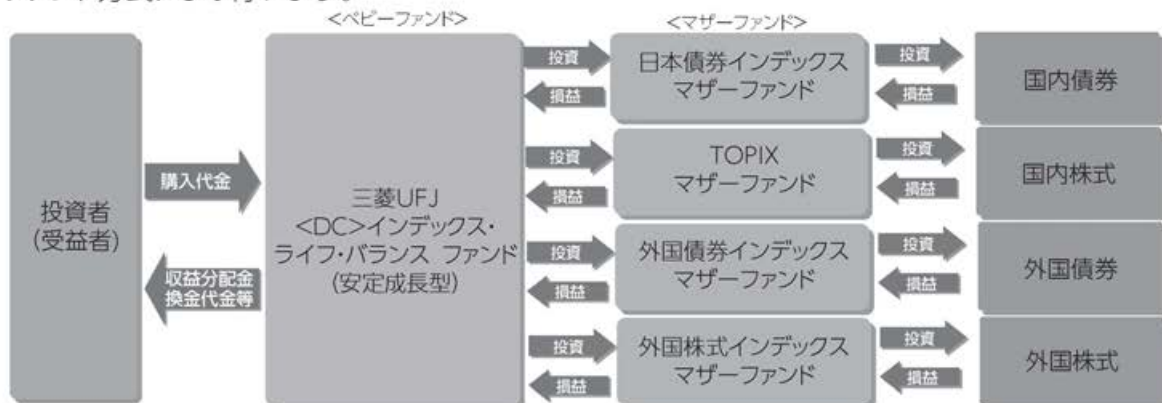 <ベビーファンド>
<マザーファンド>
投資者
(受益者)
購入代金
収益分配金
換金代金等
三菱UFJ
<DC>インデックス・
ライフ・バランス ファンド
(安定成長型)
投資
損益
日本債券インデックス
マザーファンド
投資
損益
国内債券
投資
損益
TOPIX
マザーファンド
投資
損益
国内株式
投資
損益
外国債券インデックス
マザーファンド
投資
損益
外国債券
投資
損益
外国株式インデックス
マザーファンド
投資
損益
外国株式